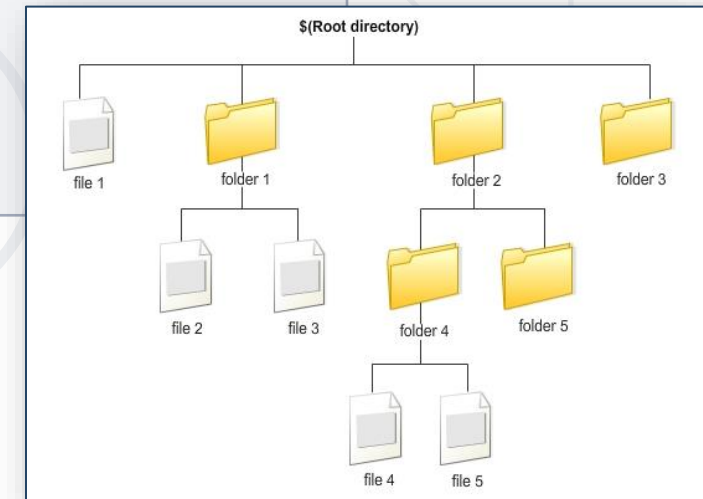 $(Root directory)
file 1
folder 1
folder 2
folder 3
file 2
file 3
folder 4
folder 5
file 4
file 5